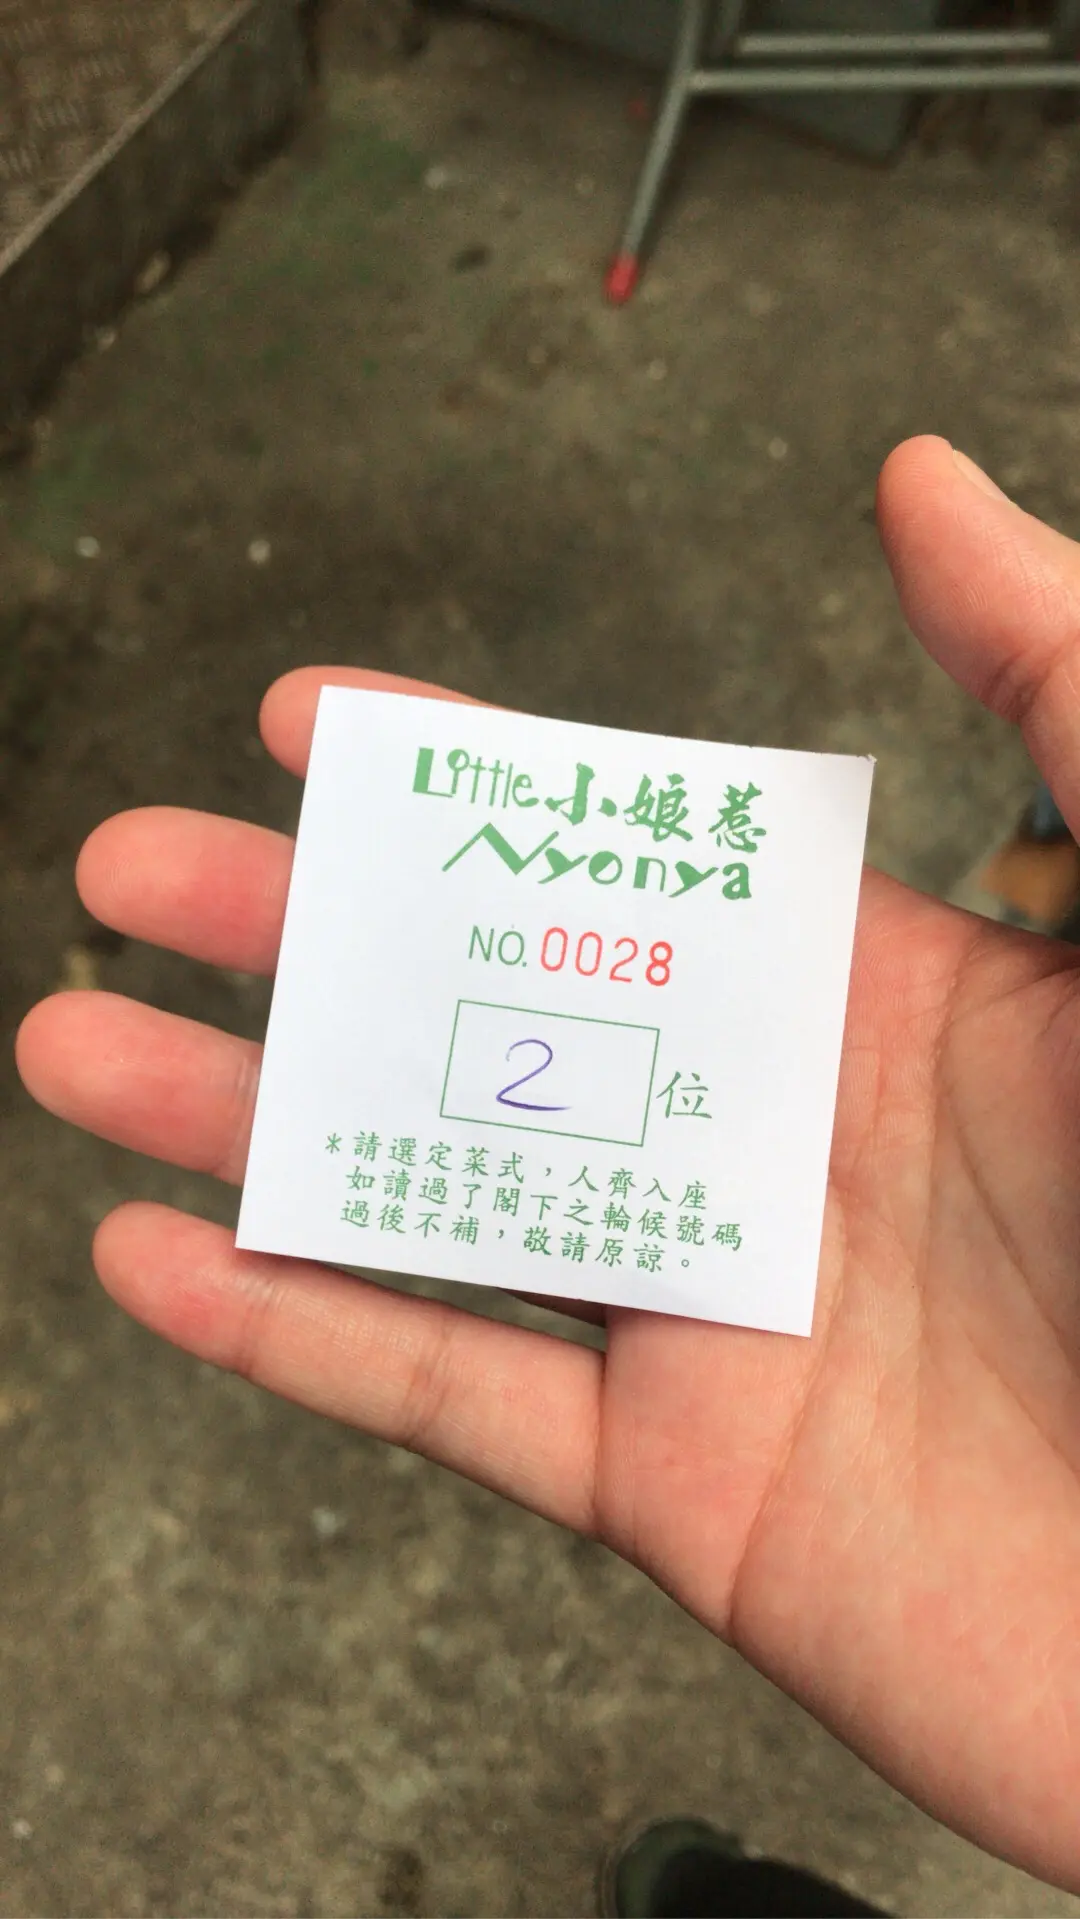 Little 小娘惹
Nyonya
NO. 0028
2 位
*請選定菜式，人齊入座
如讀過了閣下之輪候號碼
過後不補，敬請原諒。